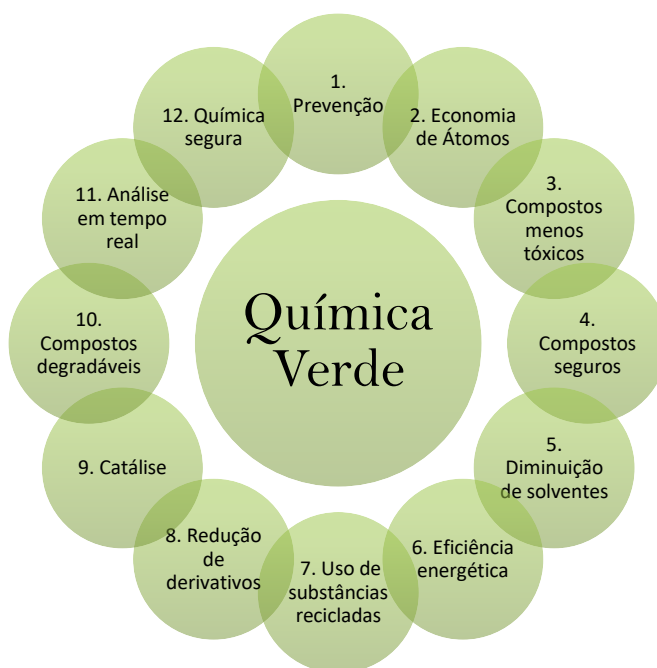 1.
Prevenção
2. Economia
de Átomos
3.
Compostos
menos
tóxicos
4.
Compostos
seguros
5.
Diminuição
de solventes
6. Eficiência
energética
7. Uso de
substâncias
recicladas
8. Redução
de
derivativos
9. Catálise
10.
Compostos
degradáveis
11. Análise
em tempo
real
12. Química
segura
Química
Verde